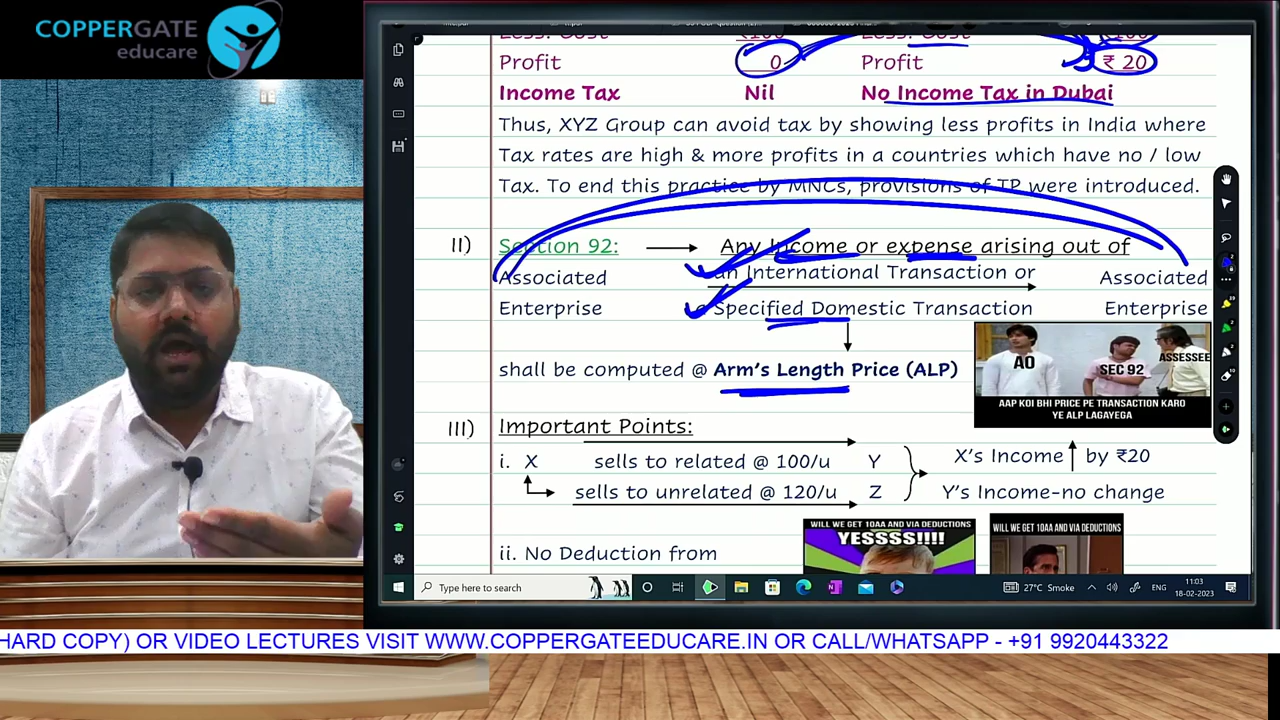 COPPERGATE
educare
Less: Cost ₹100 Less: Cost
Profit 0 Profit ₹ 20
Income Tax Nil No Income Tax in Dubai
Thus, XYZ Group can avoid tax by showing less profits in India where
Tax rates are high & more profits in a countries which have no / low
Tax. To end this practice by MNCs, provisions of TP were introduced.
II) Section 92: Any Income or expense arising out of
Associated an International Transaction or Associated
Enterprise Specified Domestic Transaction Enterprise
shall be computed @ Arm's Length Price (ALP)
AO SEC 92 ASSESSEE
AAP KOI BHI PRICE PE TRANSACTION KARO
YE ALP LAGAYEGA
III) Important Points:
i. X sells to related @ 100/u Y X's Income by ₹20
sells to unrelated @ 120/u Z Y's Income-no change
WILL WE GET 10AA AND VIA DEDUCTIONS WILL WE GET 10AA AND VIA DEDUCTIONS
YESSSS!!!!
ii. No Deduction from
Type here to search 27°C Smoke ENG 11:03
18-02-2023
HARD COPY) OR VIDEO LECTURES VISIT WWW.COPPERGATEEDUCARE.IN OR CALL/WHATSAPP - +91 9920443322